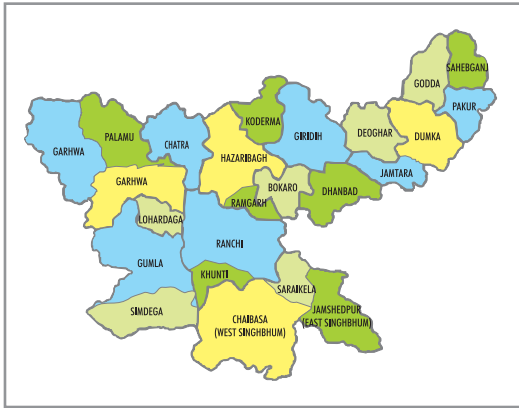 SAHEBGANJ
GODDA
PAKUR
KODERMA
DUMKA
PALAMU
GIRIDIH
DEOGHAR
GARHWA
CHATRA
HAZARIBAGH
JAMTARA
GARHWA
BOKARO
DHANBAD
RAMGARH
LOHARDAGA
RANCHI
GUMLA
KHUNTI
SARAIKELA
SIMDEGA
JAMSHEDPUR
(EAST SINGHBHUM)
CHAIBASA
(WEST SINGHBHUM)